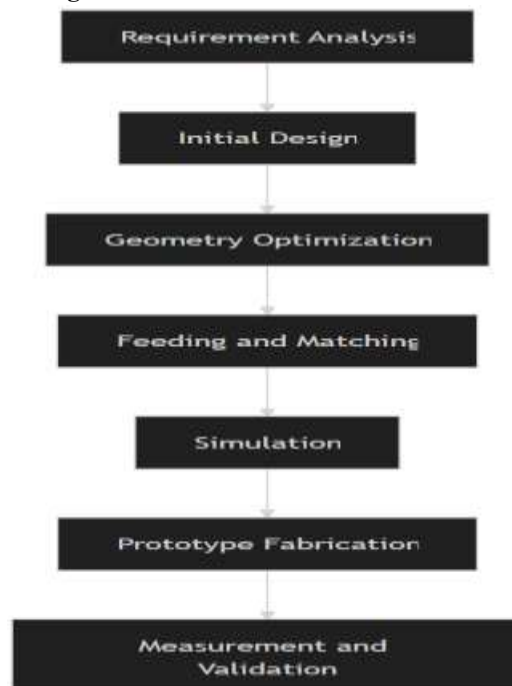 Requirement Analysis
Initial Design
Geometry Optimization
Feeding and Matching
Simulation
Prototype Fabrication
Measurement and
Validation